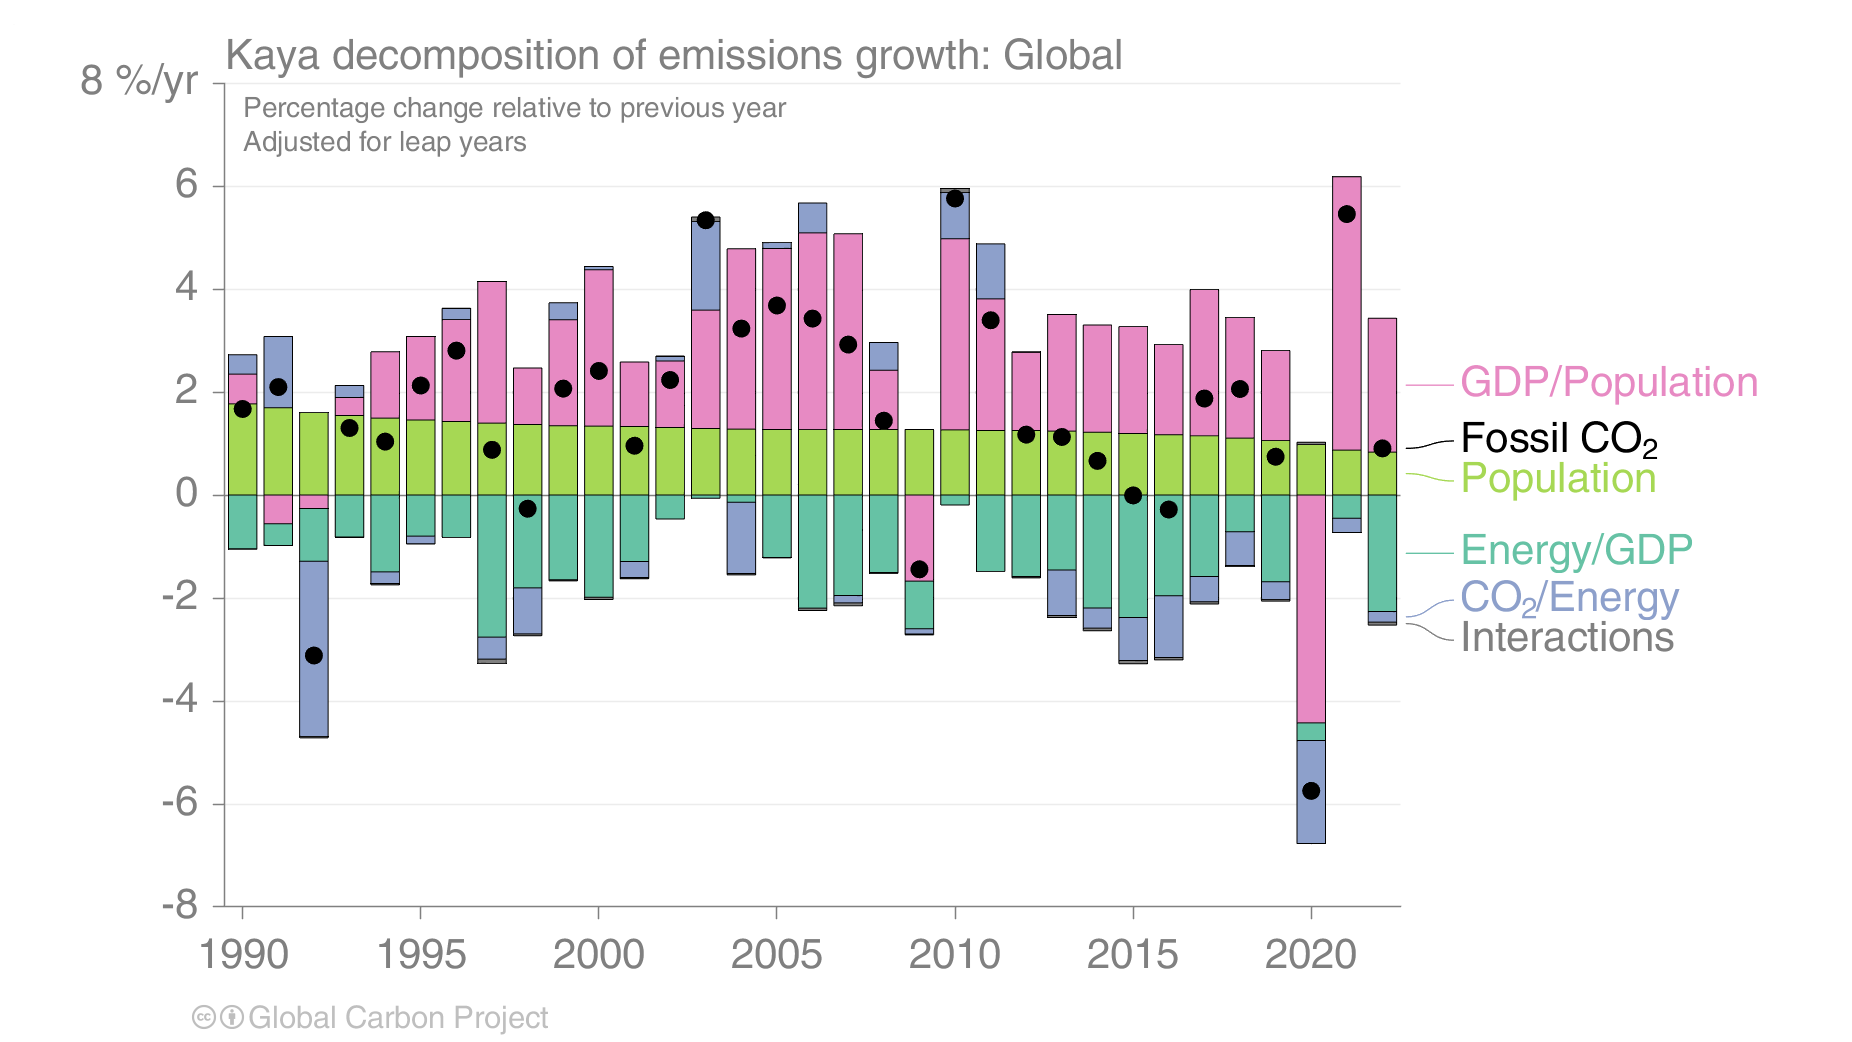 Kaya decomposition of emissions growth: Global
8 %/yr
Percentage change relative to previous year
Adjusted for leap years
6
4
2
0
-2
-4
-6
-8
GDP/Population
Fossil CO₂
Population
Energy/GDP
CO₂/Energy
Interactions
1990 1995 2000 2005 2010 2015 2020
cc Global Carbon Project